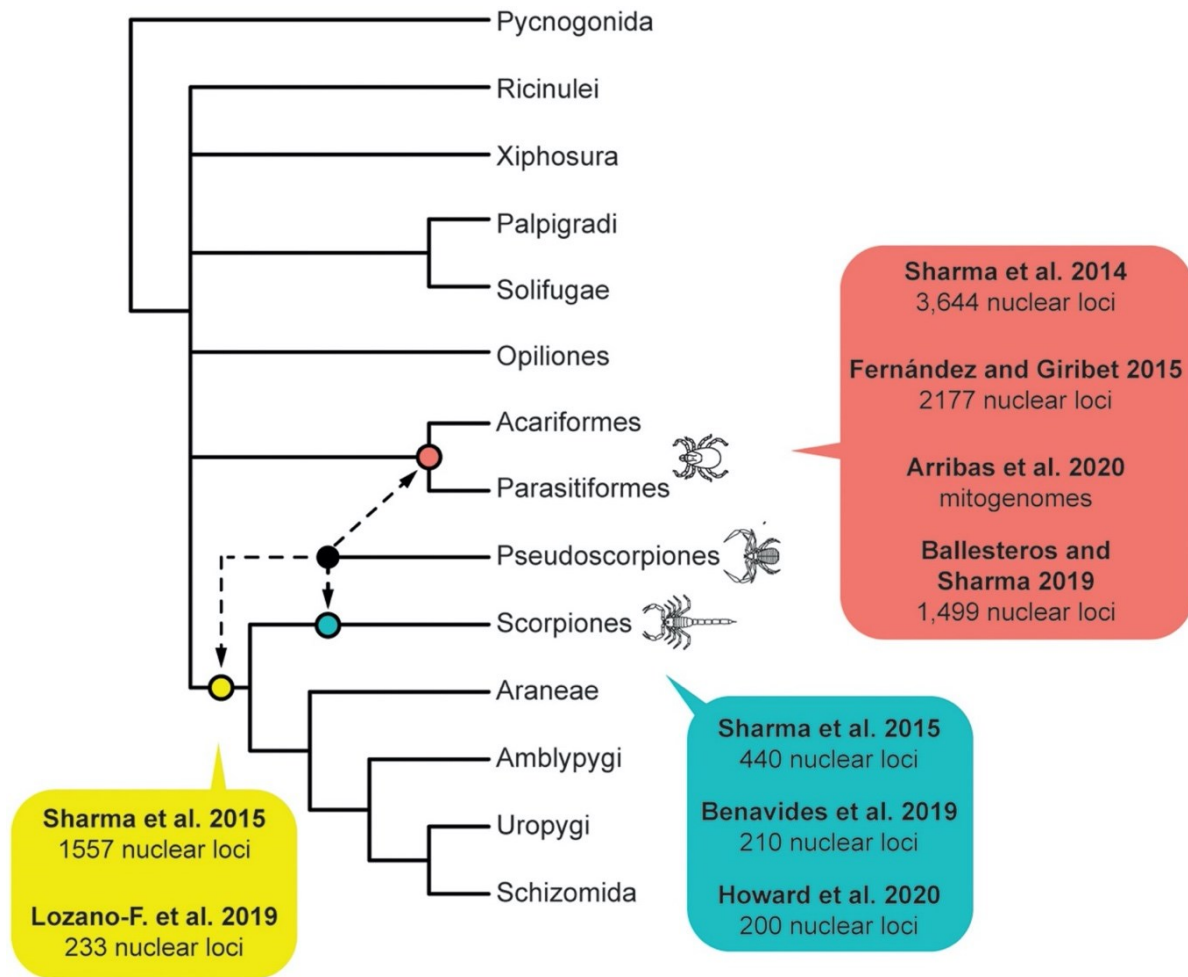 Pycnogonida
Ricinulei
Xiphosura
Palpigradi
Solifugae
Opiliones
Acariformes
Parasitiformes
Pseudoscorpiones
Scorpiones
Araneae
Amblypygi
Uropygi
Schizomida
Sharma et al. 2014
3,644 nuclear loci
Fernández and Giribet 2015
2177 nuclear loci
Arribas et al. 2020
mitogenomes
Ballesteros and
Sharma 2019
1,499 nuclear loci
Sharma et al. 2015
440 nuclear loci
Benavides et al. 2019
210 nuclear loci
Howard et al. 2020
200 nuclear loci
Sharma et al. 2015
1557 nuclear loci
Lozano-F. et al. 2019
233 nuclear loci